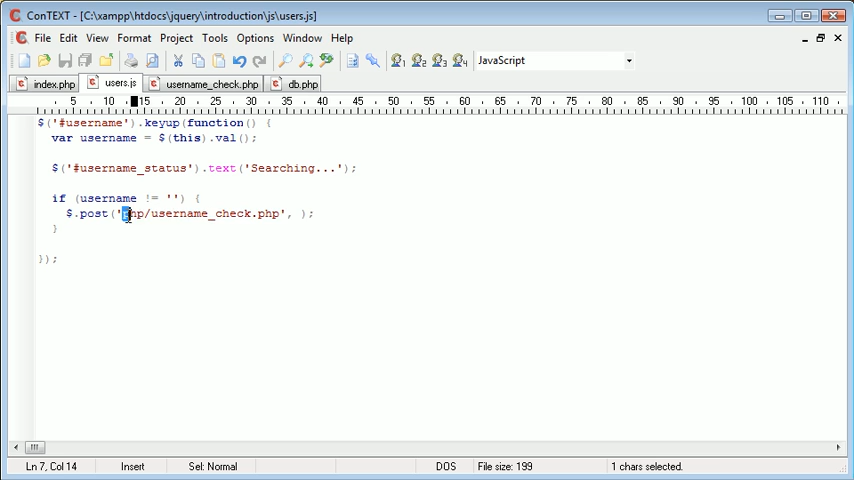 ConTEXT - [C:\xampp\htdocs\jquery\introduction\js\users.js]
File Edit View Format Project Tools Options Window Help
JavaScript
index.php users.js username_check.php db.php
5 10 15 20 25 30 35 40 45 50 55 60 65 70 75 80 85 90 95 100 105 110
$('#username').keyup(function() {
var username = $(this).val();
$('#username_status').text('Searching...');
if (username != '') {
$.post('php/username_check.php', );
}
});
Ln 7, Col 14 Insert Sel: Normal DOS File size: 199 1 chars selected.